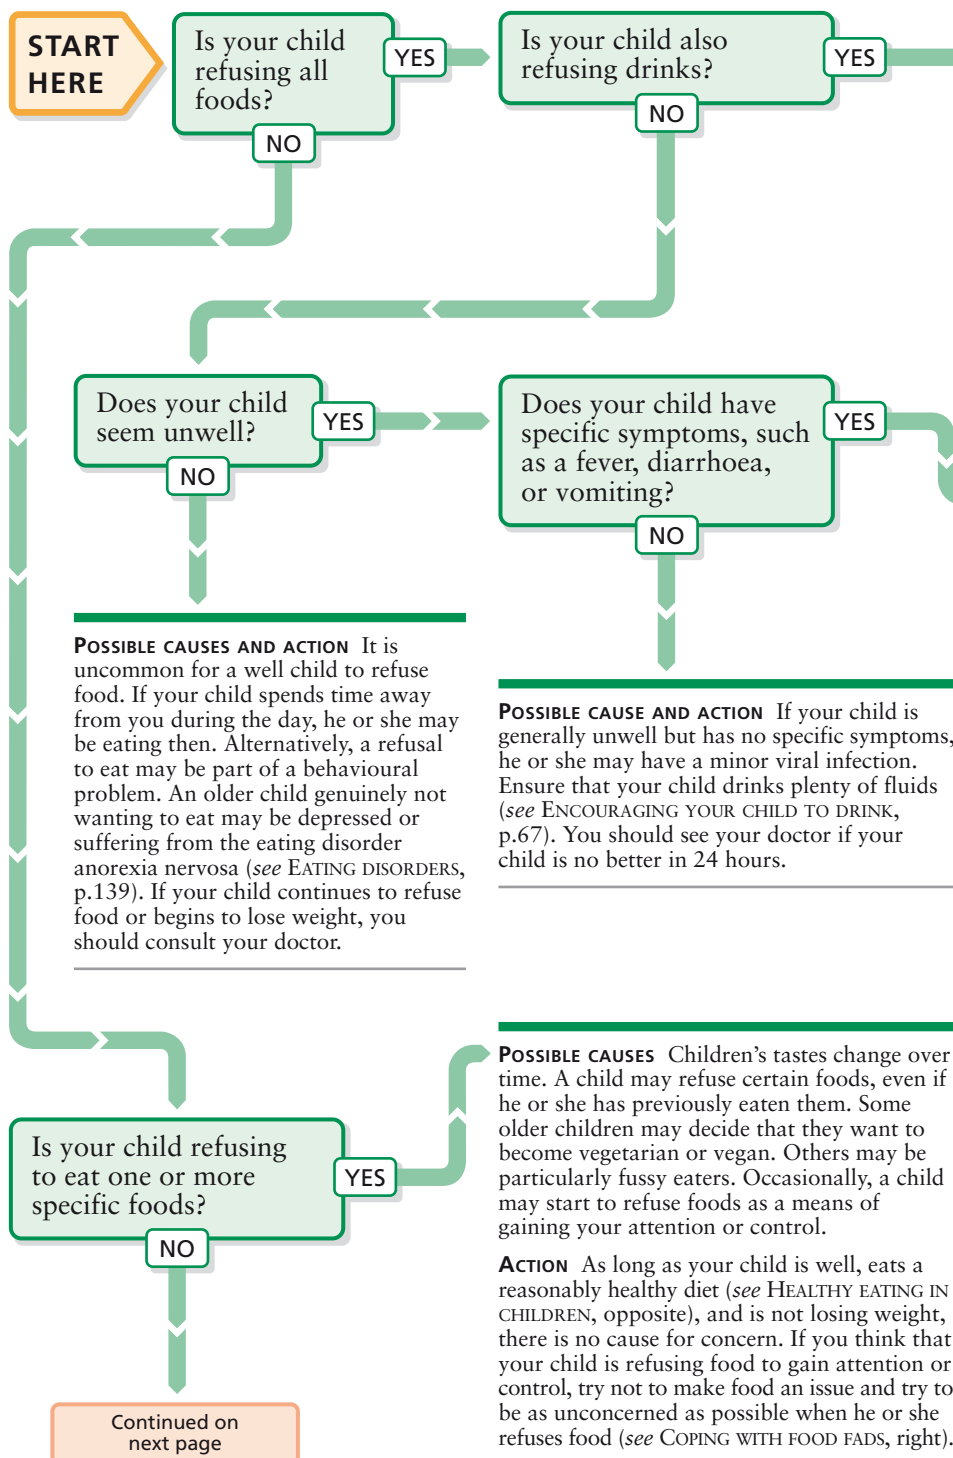 START
HERE
Is your child
refusing all
foods?
YES
NO
Is your child also
refusing drinks?
YES
NO
Does your child
seem unwell?
YES
NO
Does your child have
specific symptoms, such
as a fever, diarrhoea,
or vomiting?
YES
NO
POSSIBLE CAUSES AND ACTION It is
uncommon for a well child to refuse
food. If your child spends time away
from you during the day, he or she may
be eating then. Alternatively, a refusal
to eat may be part of a behavioural
problem. An older child genuinely not
wanting to eat may be depressed or
suffering from the eating disorder
anorexia nervosa (see EATING DISORDERS,
p.139). If your child continues to refuse
food or begins to lose weight, you
should consult your doctor.
POSSIBLE CAUSE AND ACTION If your child is
generally unwell but has no specific symptoms,
he or she may have a minor viral infection.
Ensure that your child drinks plenty of fluids
(see ENCOURAGING YOUR CHILD TO DRINK,
p.67). You should see your doctor if your
child is no better in 24 hours.
Is your child refusing
to eat one or more
specific foods?
YES
NO
POSSIBLE CAUSES Children's tastes change over
time. A child may refuse certain foods, even if
he or she has previously eaten them. Some
older children may decide that they want to
become vegetarian or vegan. Others may be
particularly fussy eaters. Occasionally, a child
may start to refuse foods as a means of
gaining your attention or control.
ACTION As long as your child is well, eats a
reasonably healthy diet (see HEALTHY EATING IN
CHILDREN, opposite), and is not losing weight,
there is no cause for concern. If you think that
your child is refusing food to gain attention or
control, try not to make food an issue and try to
be as unconcerned as possible when he or she
refuses food (see COPING WITH FOOD FADS, right).
Continued on
next page